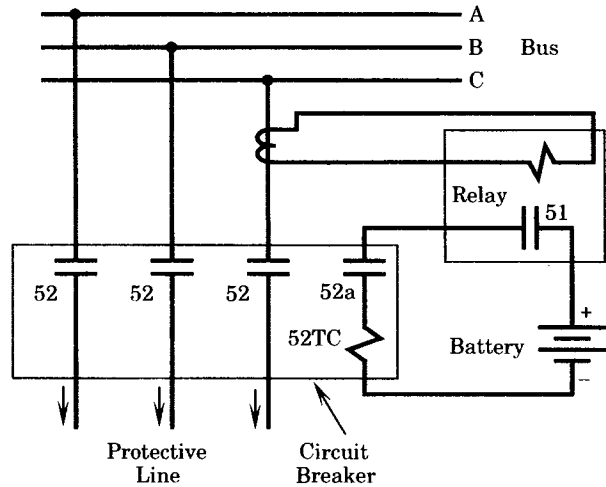 A
B Bus
C
Relay
51
52
52
52
52a
52TC
+
Battery
–
Protective
Line
Circuit
Breaker